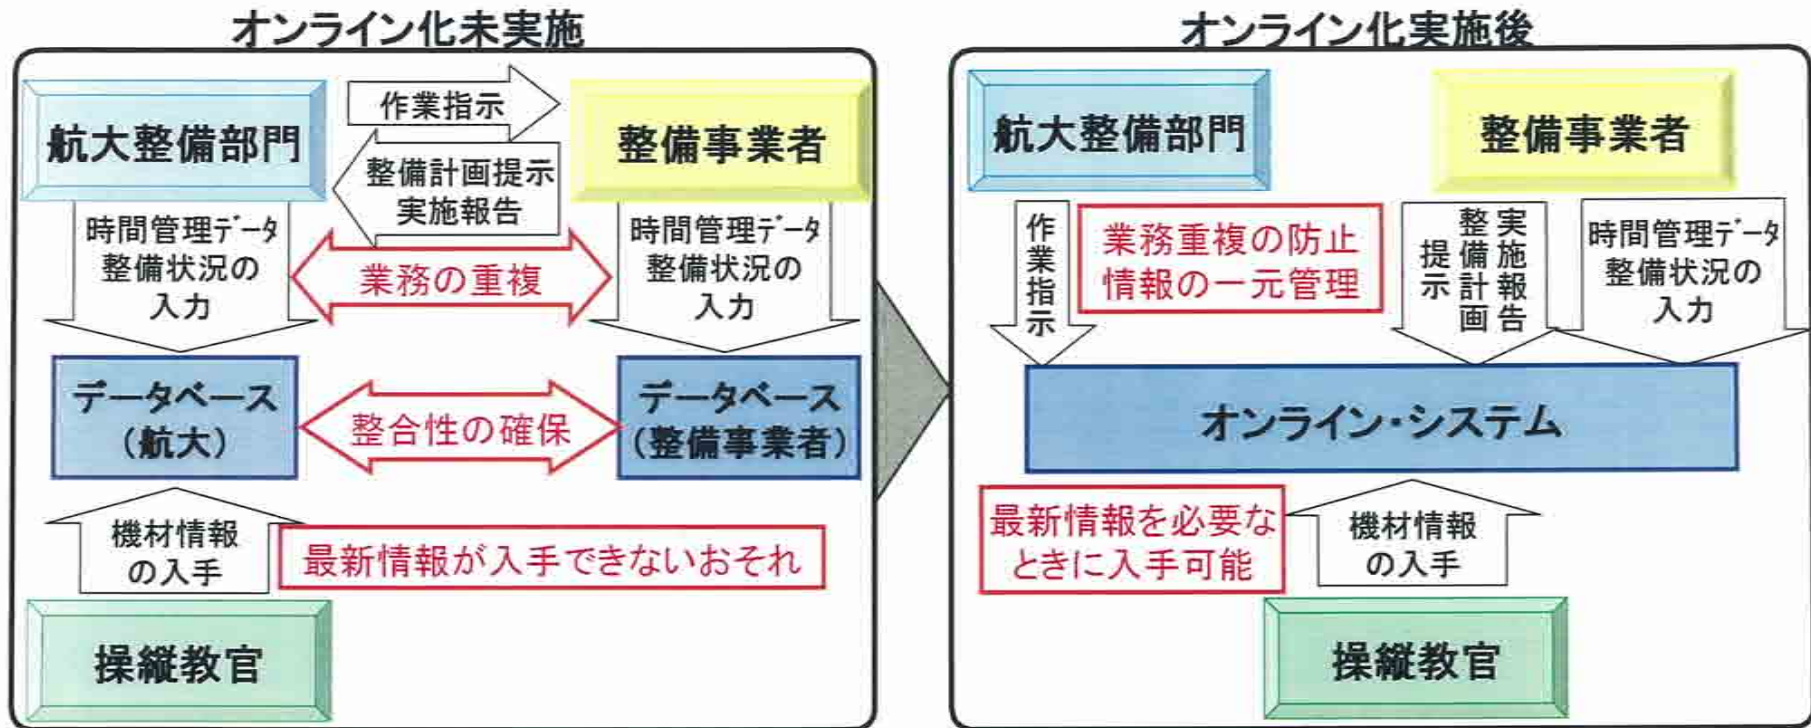 オンライン化未実施
航大整備部門
作業指示
整備計画提示
実施報告
整備事業者
時間管理ﾃﾞｰﾀ
整備状況の
入力
業務の重複
時間管理ﾃﾞｰﾀ
整備状況の
入力
データベース
(航大)
整合性の確保
データベース
(整備事業者)
機材情報
の入手
最新情報が入手できないおそれ
操縦教官
オンライン化実施後
航大整備部門
整備事業者
作業指示
業務重複の防止
情報の一元管理
実施報告
整備計画
提示
時間管理ﾃﾞｰﾀ
整備状況の
入力
オンライン・システム
最新情報を必要な
ときに入手可能
機材情報
の入手
操縦教官